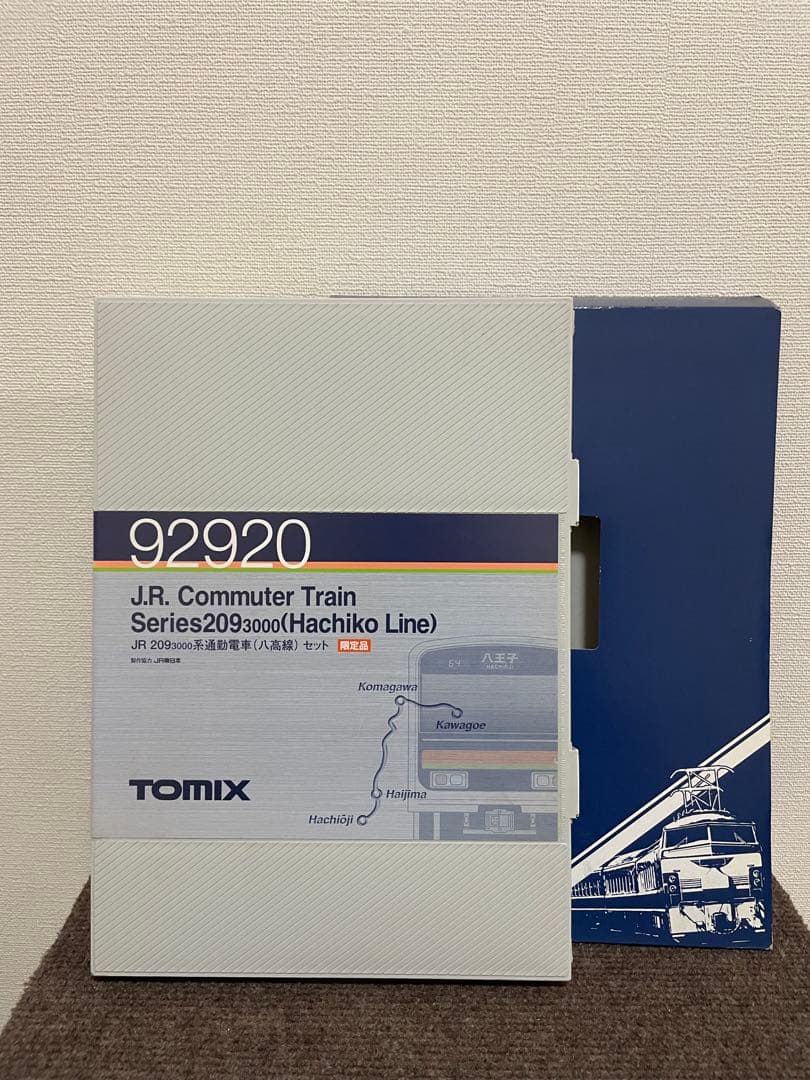 92920
J.R. Commuter Train
Series2093000(Hachiko Line)
JR 2093000系通勤電車(八高線) セット 限定品
製作協力 JR東日本
64 八王子
HACHIŌJI
Komagawa
Kawagoe
Haijima
Hachiōji
TOMIX